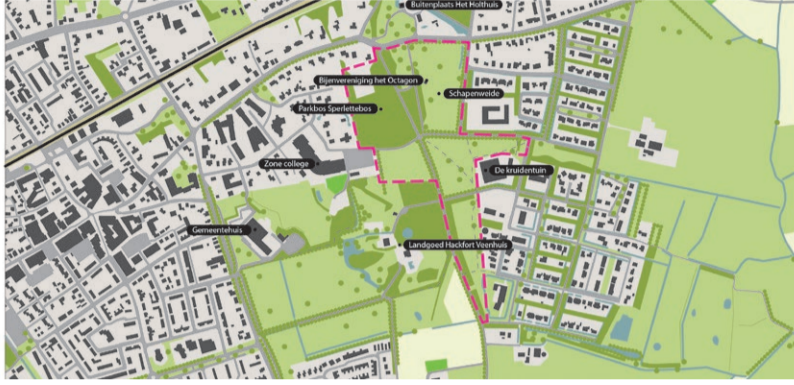 Buitenplaats Het Holthuis
Bijenvereniging het Octagon
Schapenweide
Parkbos Sperlettebos
Zone college
De kruidentuin
Gemeentehuis
Landgoed Hackfort Veenhuis